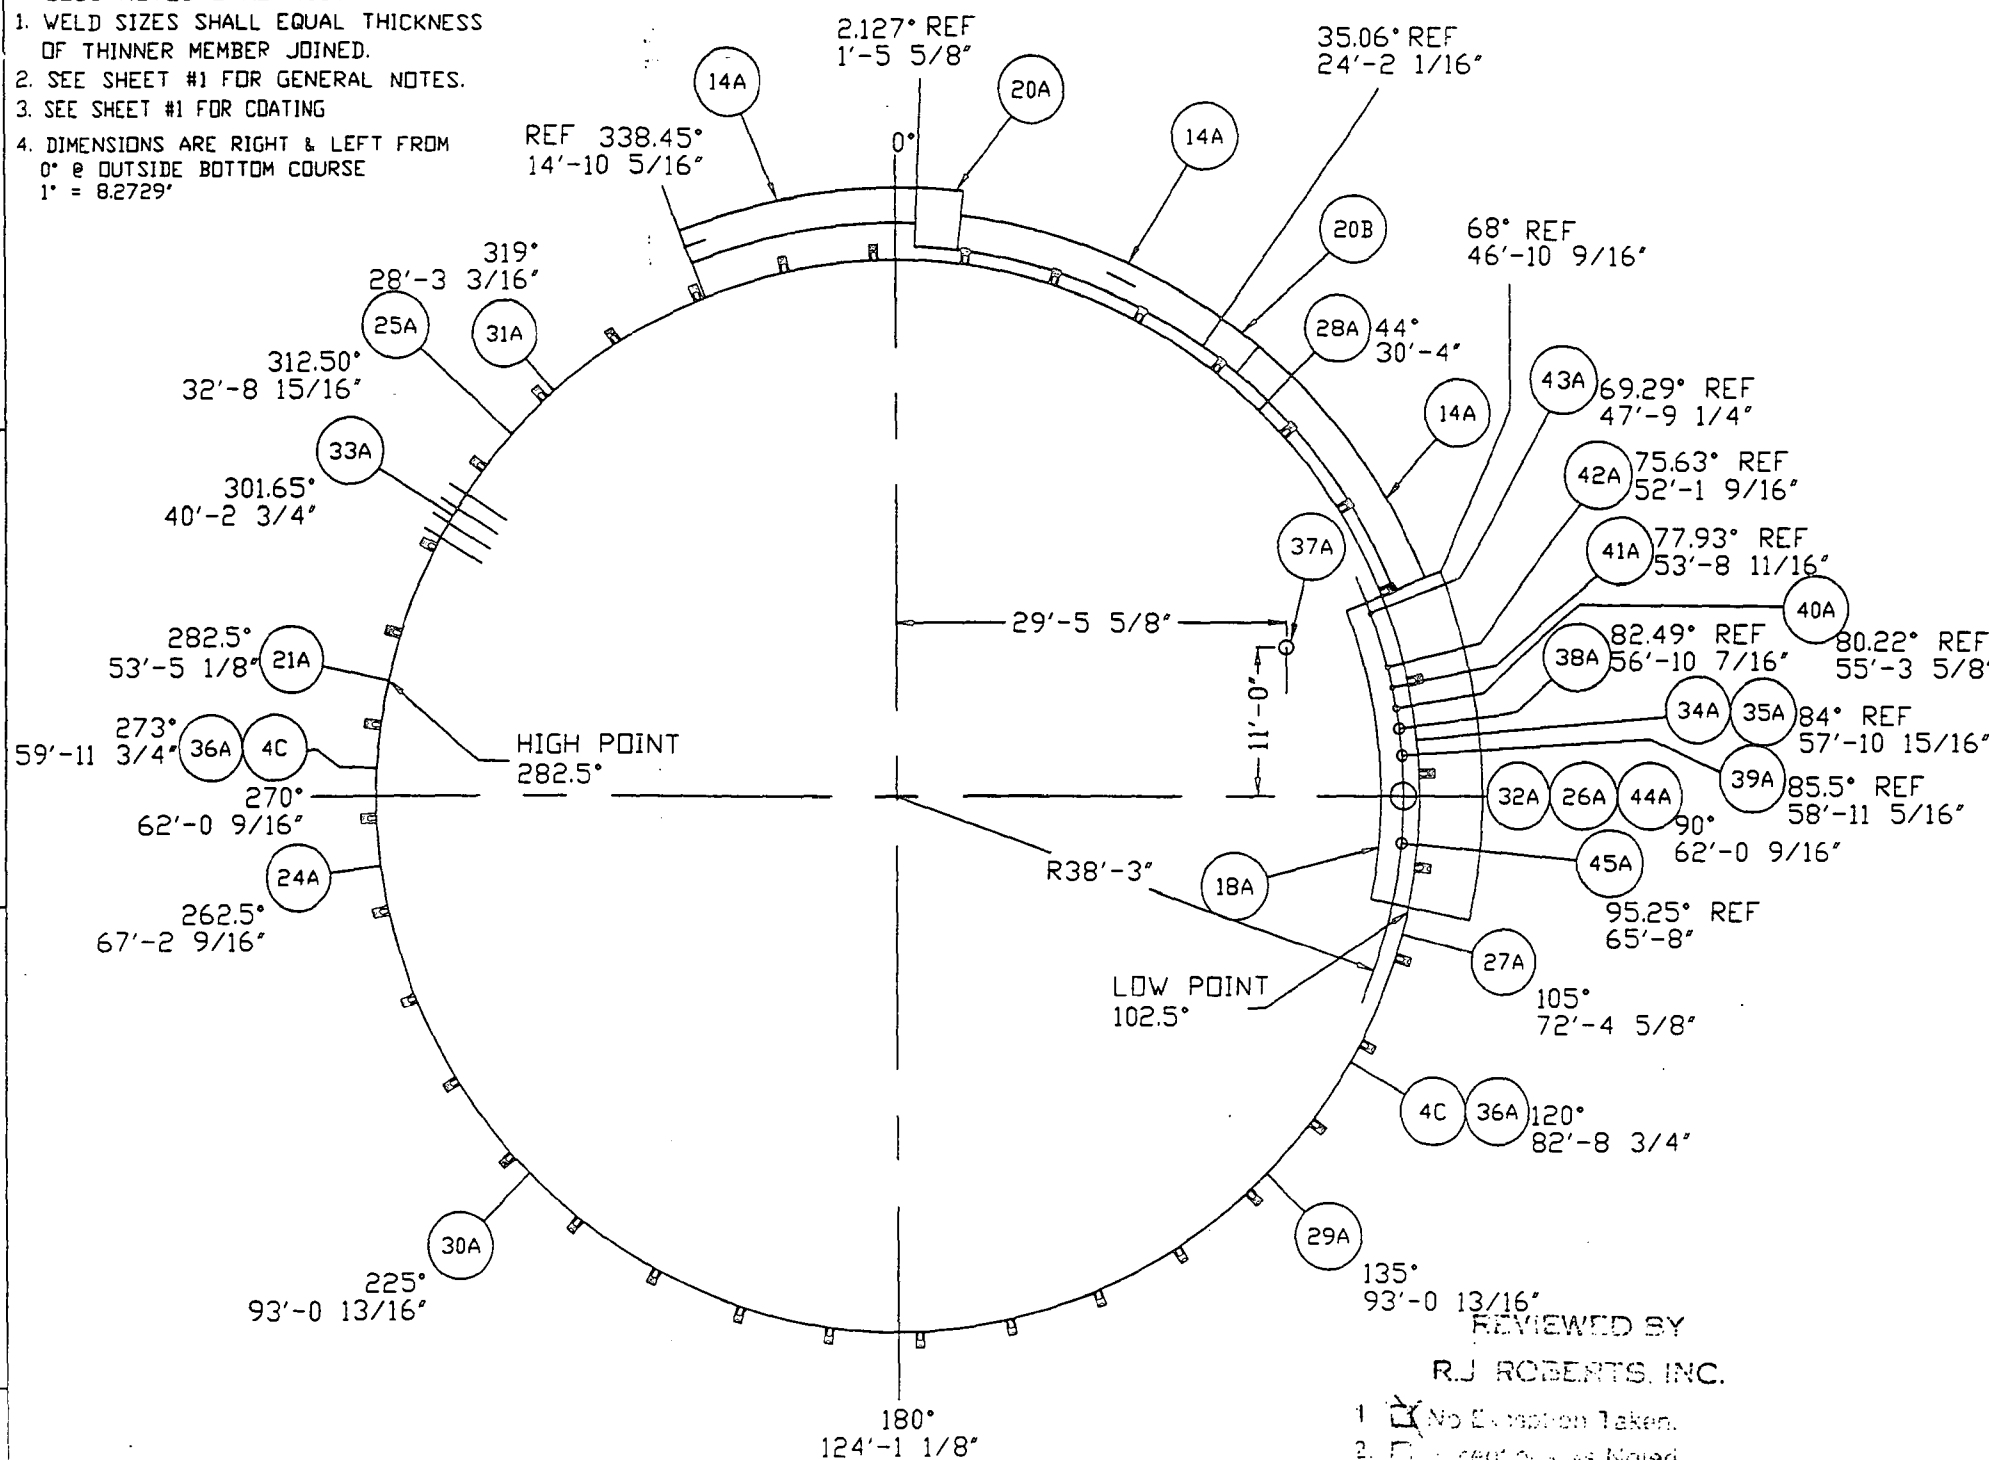 1. WELD SIZES SHALL EQUAL THICKNESS
OF THINNER MEMBER JOINED.
2. SEE SHEET #1 FOR GENERAL NOTES.
3. SEE SHEET #1 FOR COATING
4. DIMENSIONS ARE RIGHT & LEFT FROM
0° @ OUTSIDE BOTTOM COURSE
1° = 8.2729"
2.127° REF
1'-5 5/8"
35.06° REF
24'-2 1/16"
14A
20A
14A
REF 338.45°
14'-10 5/16"
0°
20B
68° REF
46'-10 9/16"
319°
28'-3 3/16"
25A
31A
28A
44°
30'-4"
312.50°
32'-8 15/16"
43A
69.29° REF
47'-9 1/4"
14A
33A
42A
75.63° REF
52'-1 9/16"
301.65°
40'-2 3/4"
37A
41A
77.93° REF
53'-8 11/16"
29'-5 5/8"
40A
80.22° REF
55'-3 5/8"
282.5°
53'-5 1/8"
21A
38A
82.49° REF
56'-10 7/16"
11'-0"
34A
35A
84° REF
57'-10 15/16"
273°
59'-11 3/4"
36A
4C
HIGH POINT
282.5°
39A
85.5° REF
58'-11 5/16"
270°
62'-0 9/16"
32A
26A
44A
90°
62'-0 9/16"
24A
R38'-3"
18A
45A
95.25° REF
65'-8"
262.5°
67'-2 9/16"
27A
LOW POINT
102.5°
105°
72'-4 5/8"
4C
36A
120°
82'-8 3/4"
30A
29A
225°
93'-0 13/16"
135°
93'-0 13/16"
REVIEWED BY
R.J ROBERTS, INC.
1 No Taken.
2. Noted
180°
124'-1 1/8"